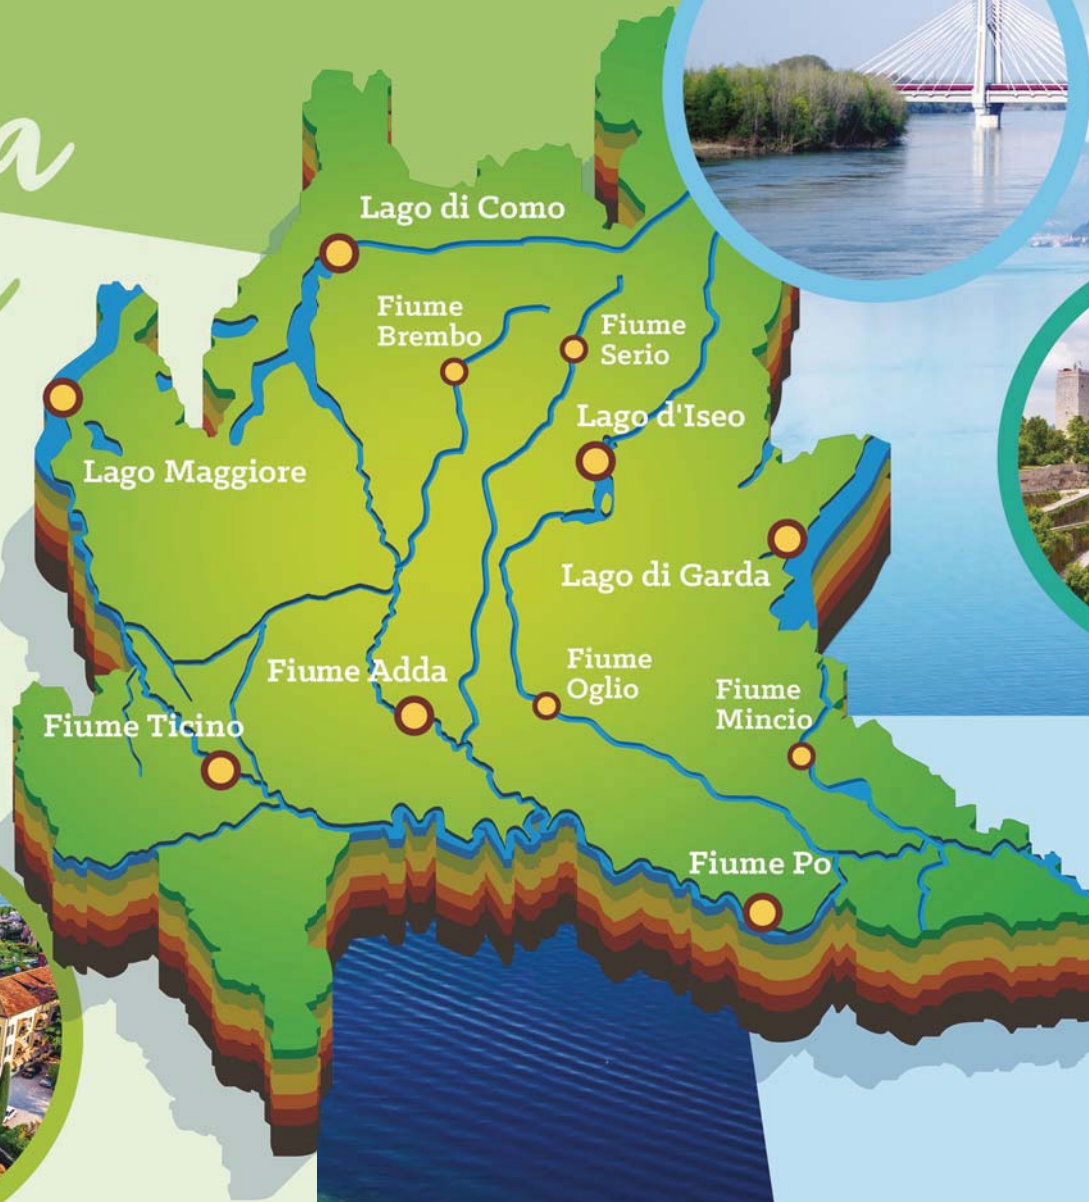 a
Lago di Como
Fiume
Brembo
Fiume
Serio
Lago d'Iseo
Lago Maggiore
Lago di Garda
Fiume Adda
Fiume
Oglio
Fiume
Mincio
Fiume Ticino
Fiume Po